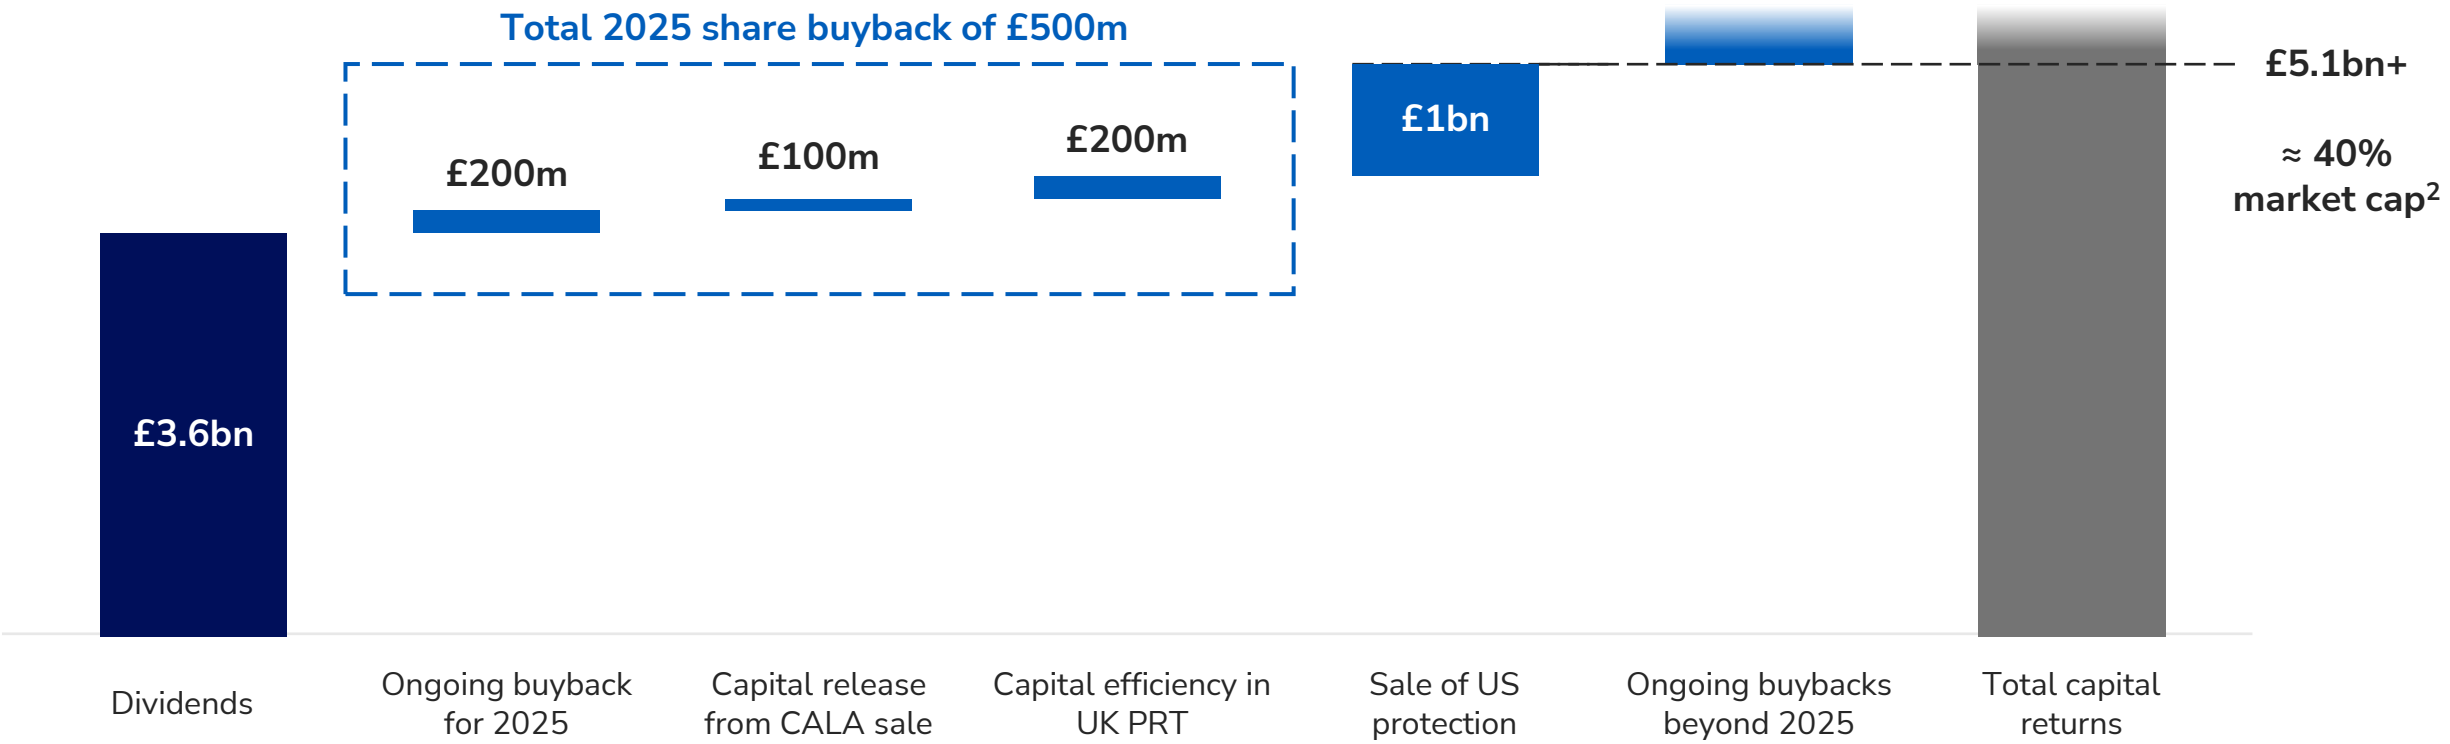 Total 2025 share buyback of £500m
£5.1bn+
£1bn
£200m
£100m
£200m
≈ 40%
market cap²
£3.6bn
Dividends
Ongoing buyback
for 2025
Capital release
from CALA sale
Capital efficiency in
UK PRT
Sale of US
protection
Ongoing buybacks
beyond 2025
Total capital
returns